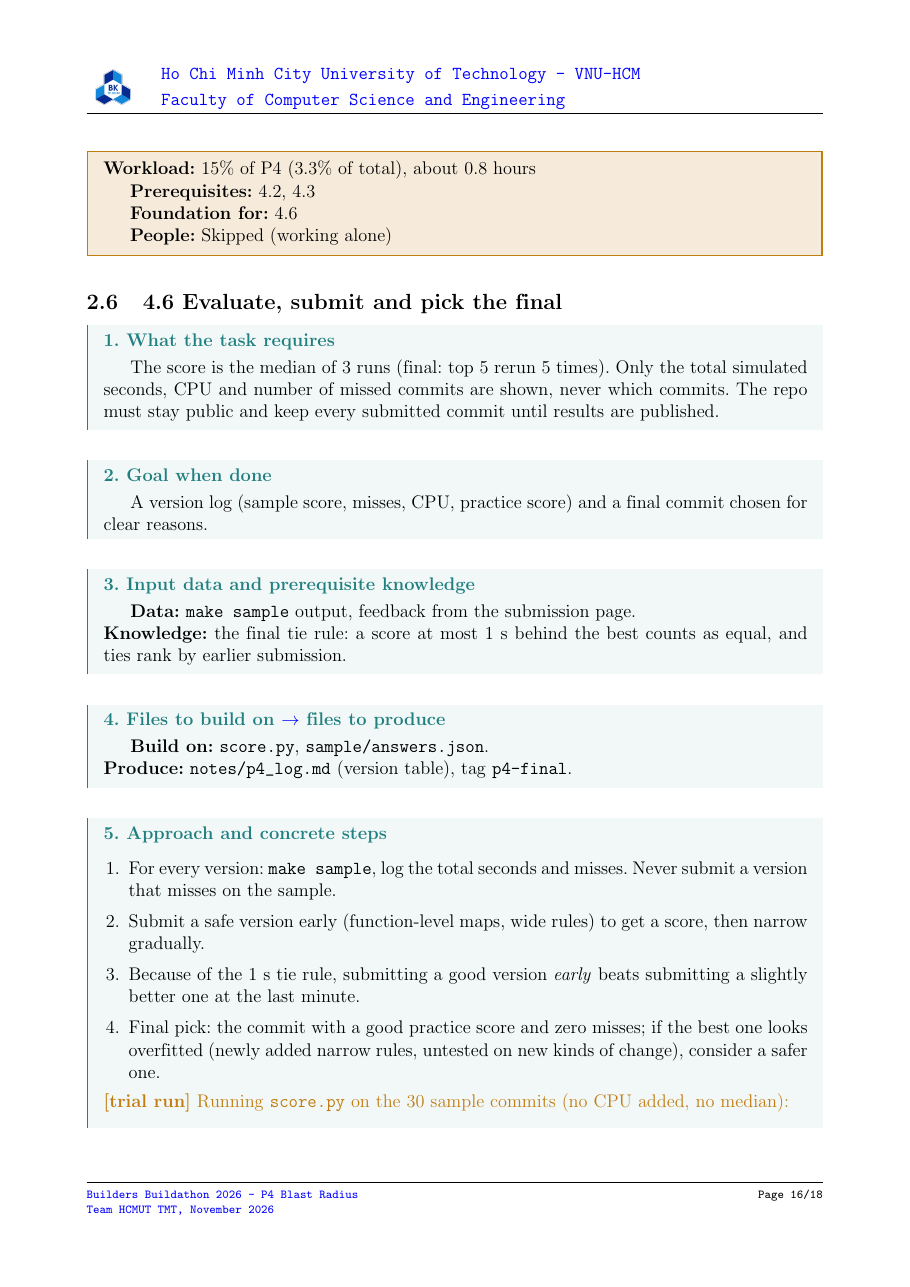 BK
Ho Chi Minh City University of Technology - VNU-HCM
Faculty of Computer Science and Engineering
Workload: 15% of P4 (3.3% of total), about 0.8 hours
Prerequisites: 4.2, 4.3
Foundation for: 4.6
People: Skipped (working alone)
2.6 4.6 Evaluate, submit and pick the final
1. What the task requires
The score is the median of 3 runs (final: top 5 rerun 5 times). Only the total simulated
seconds, CPU and number of missed commits are shown, never which commits. The repo
must stay public and keep every submitted commit until results are published.
2. Goal when done
A version log (sample score, misses, CPU, practice score) and a final commit chosen for
clear reasons.
3. Input data and prerequisite knowledge
Data: make sample output, feedback from the submission page.
Knowledge: the final tie rule: a score at most 1 s behind the best counts as equal, and
ties rank by earlier submission.
4. Files to build on → files to produce
Build on: score.py, sample/answers.json.
Produce: notes/p4_log.md (version table), tag p4-final.
5. Approach and concrete steps
1. For every version: make sample, log the total seconds and misses. Never submit a version
that misses on the sample.
2. Submit a safe version early (function-level maps, wide rules) to get a score, then narrow
gradually.
3. Because of the 1 s tie rule, submitting a good version early beats submitting a slightly
better one at the last minute.
4. Final pick: the commit with a good practice score and zero misses; if the best one looks
overfitted (newly added narrow rules, untested on new kinds of change), consider a safer
one.
[trial run] Running score.py on the 30 sample commits (no CPU added, no median):
Builders Buildathon 2026 - P4 Blast Radius
Page 16/18
Team HCMUT TMT, November 2026